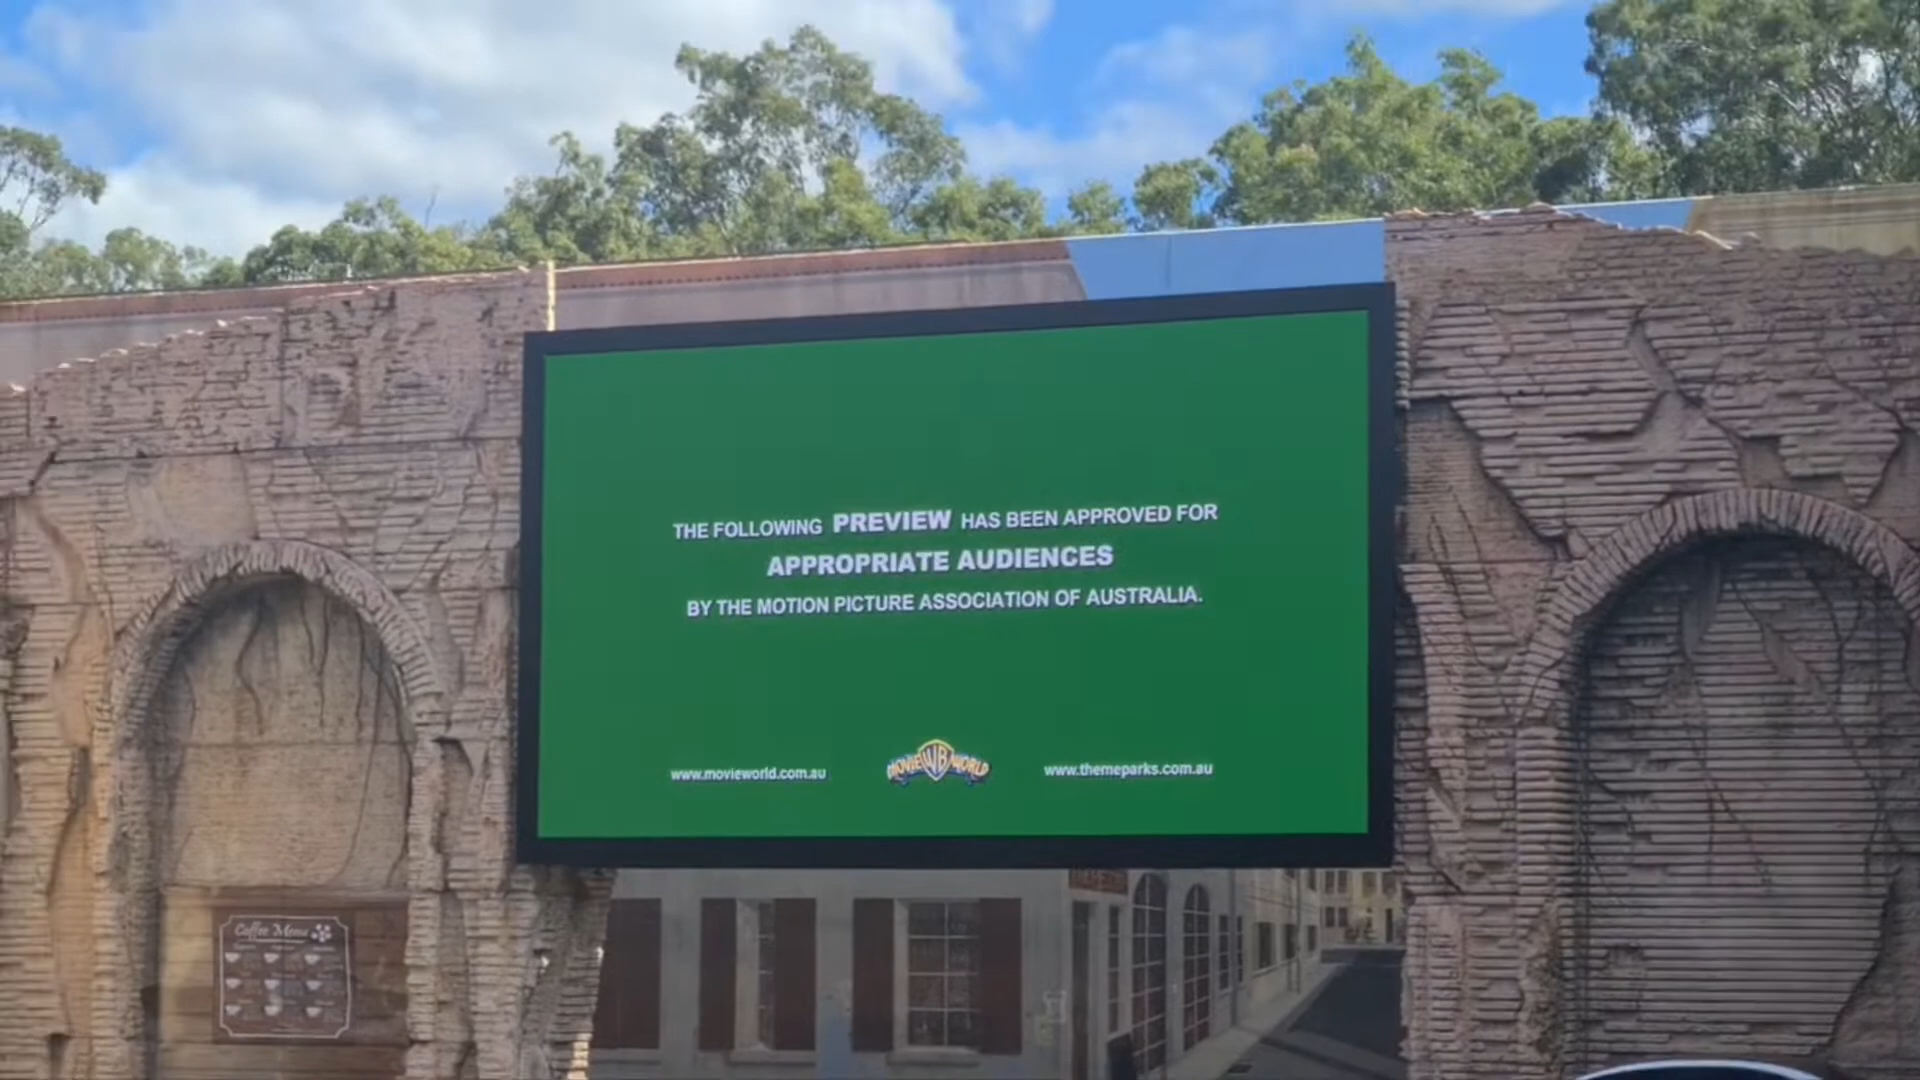 THE FOLLOWING PREVIEW HAS BEEN APPROVED FOR
APPROPRIATE AUDIENCES
BY THE MOTION PICTURE ASSOCIATION OF AUSTRALIA.
www.movieworld.com.au
MOVIE WB WORLD
www.themeparks.com.au
Coffee Menu